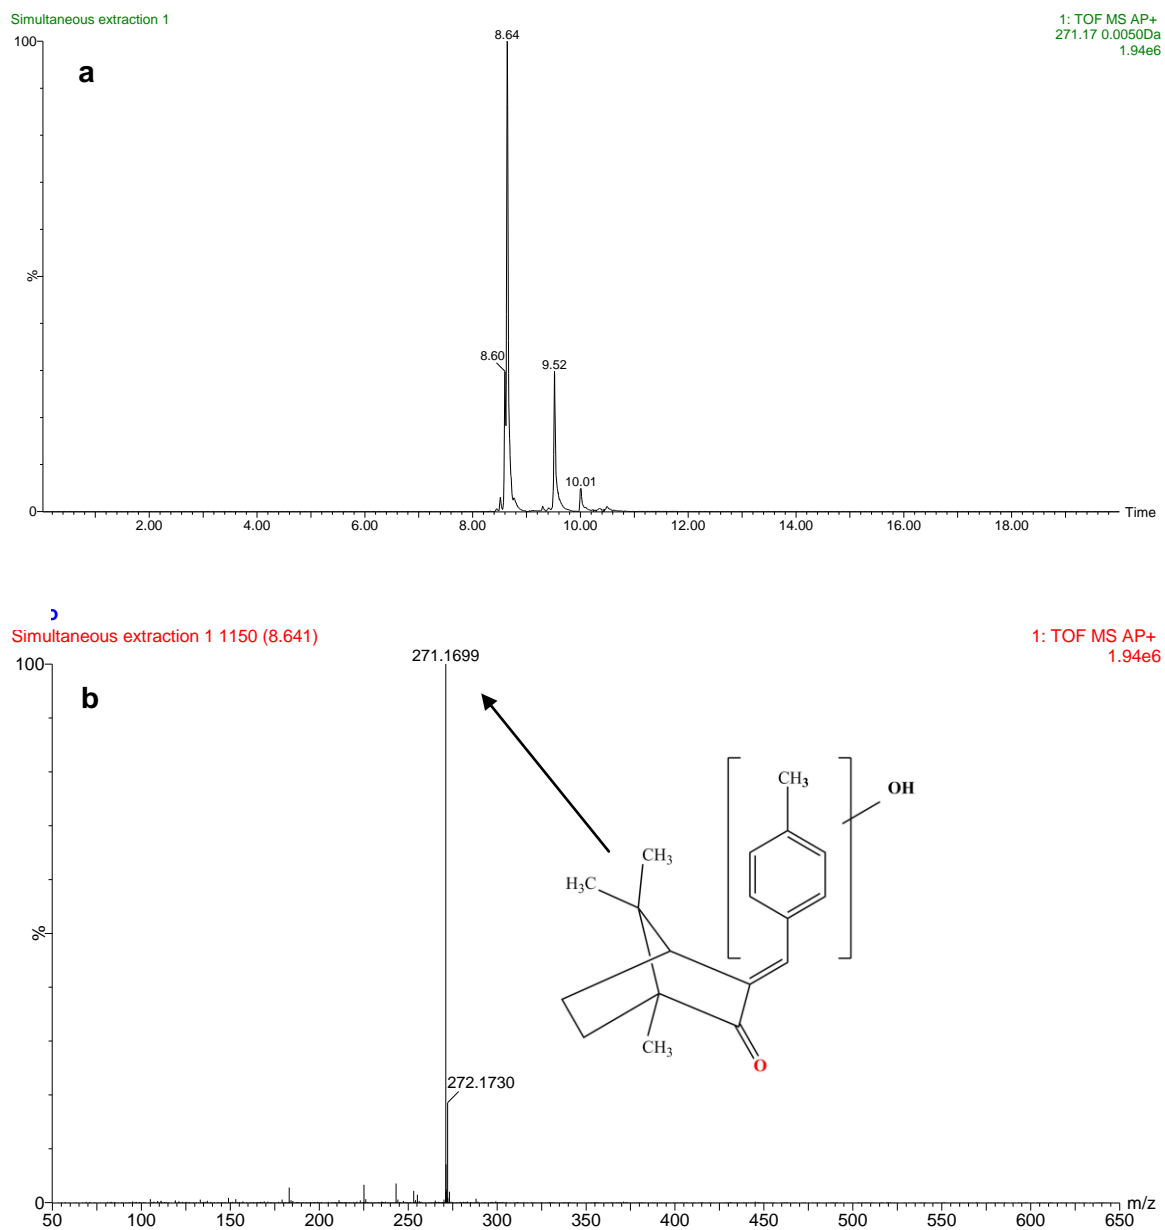 Simultaneous extraction 1
1: TOF MS AP+
271.17 0.0050Da
1.94e6
100
a
8.64
%
8.60
9.52
10.01
0
2.00 4.00 6.00 8.00 10.00 12.00 14.00 16.00 18.00
Time
Simultaneous extraction 1 1150 (8.641)
1: TOF MS AP+
1.94e6
100
271.1699
b
CH3
OH
CH3
H3C
%
CH3
O
272.1730
0
50 100 150 200 250 300 350 400 450 500 550 600 650
m/z